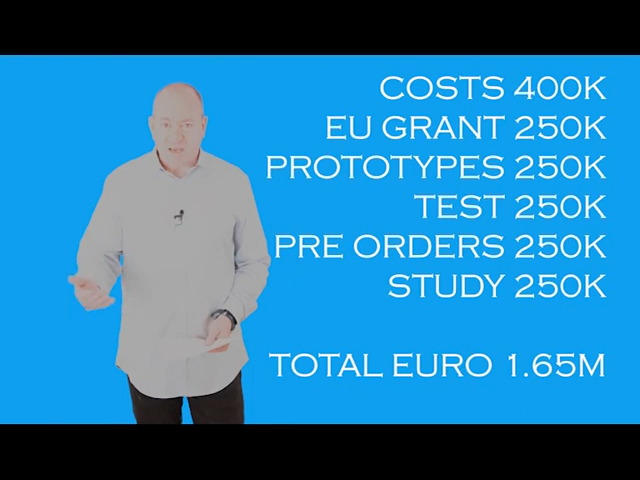 COSTS 400K
EU GRANT 250K
PROTOTYPES 250K
TEST 250K
PRE ORDERS 250K
STUDY 250K
TOTAL EURO 1.65M